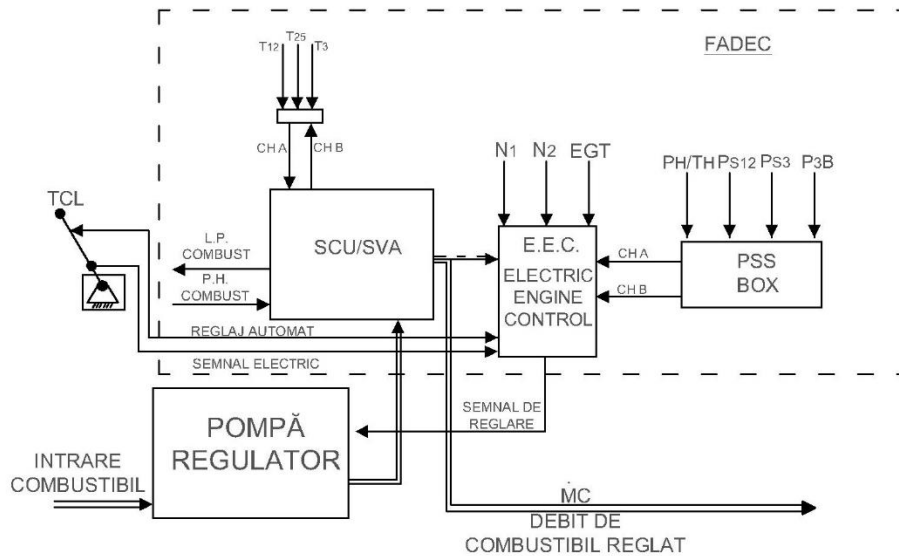 FADEC
T12
T25
T3
CH A
CH B
N1
N2
EGT
PH/TH
PS12
PS3
P3B
TCL
SCU/SVA
L.P.
COMBUST
P.H.
COMBUST
E.E.C.
ELECTRIC
ENGINE
CONTROL
CH A
CH B
PSS
BOX
REGLAJ AUTOMAT
SEMNAL ELECTRIC
SEMNAL DE
REGLARE
POMPĂ
REGULATOR
INTRARE
COMBUSTIBIL
ṀC
DEBIT DE
COMBUSTIBIL REGLAT